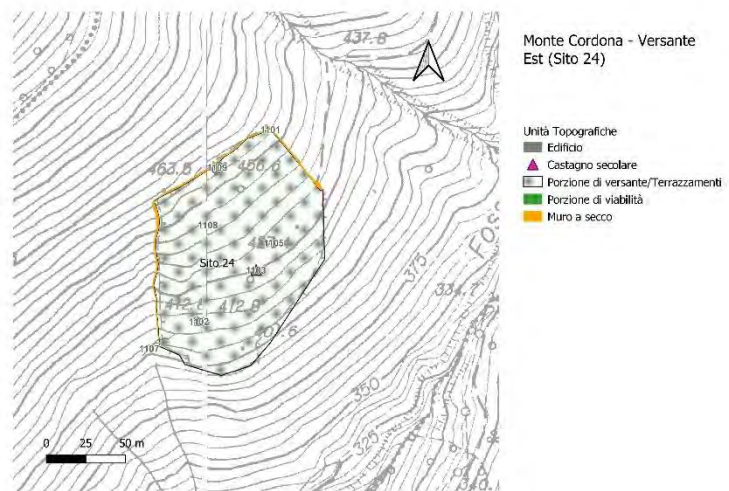 437.8
Monte Cordona - Versante
Est (Sito 24)
Unità Topografiche
Edificio
Castagno secolare
Porzione di versante/Terrazzamenti
Porzione di viabilità
Muro a secco
1101
463.5
1109
456.6
1108
1105
Sito 24
1103
375
334.7
412.8
1102
1107
350
325
0 25 50 m